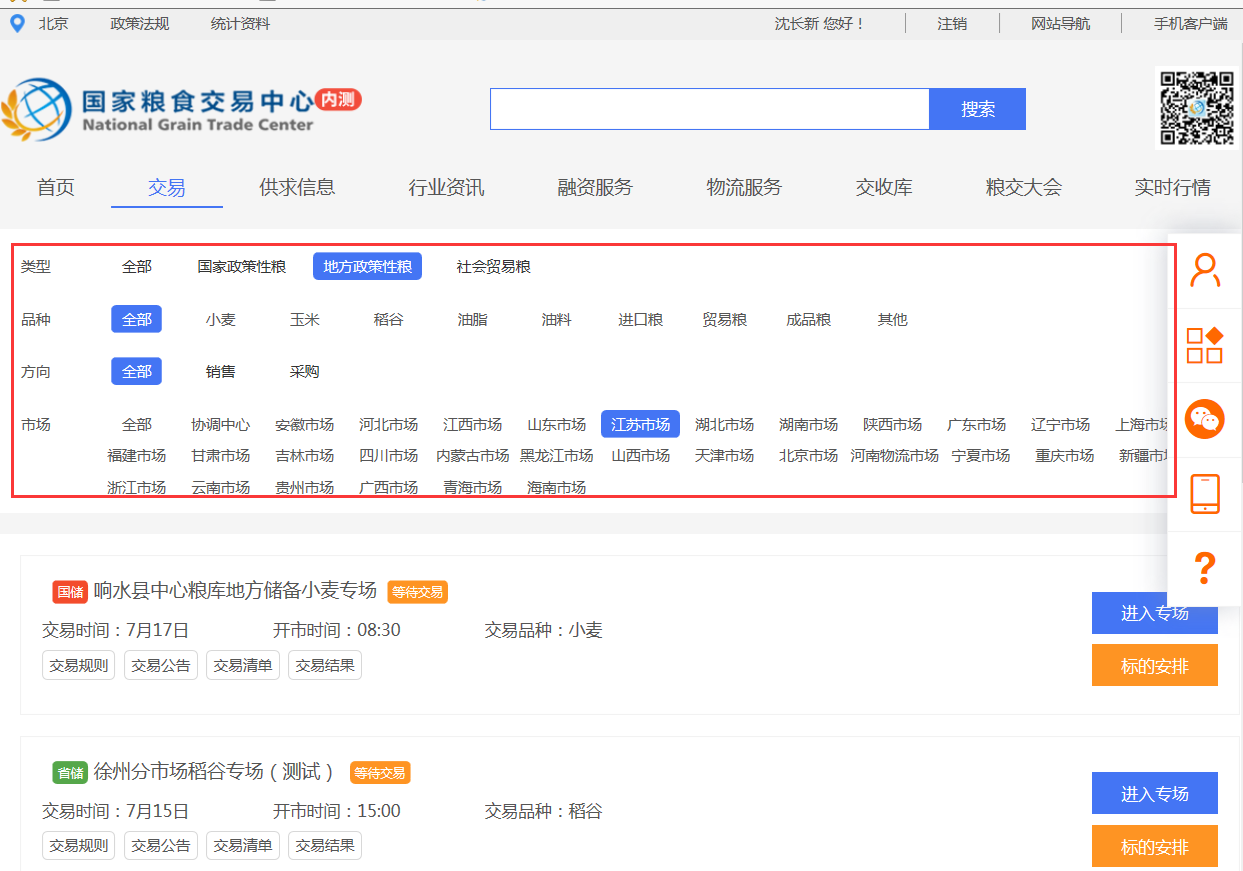 北京 政策法规 统计资料 沈长新 您好！ 注销 网站导航 手机客户端
国家粮食交易中心 内测
National Grain Trade Center
搜索
首页 交易 供求信息 行业资讯 融资服务 物流服务 交收库 粮交大会 实时行情
类型 全部 国家政策性粮 地方政策性粮 社会贸易粮
品种 全部 小麦 玉米 稻谷 油脂 油料 进口粮 贸易粮 成品粮 其他
方向 全部 销售 采购
市场 全部 协调中心 安徽市场 河北市场 江西市场 山东市场 江苏市场 湖北市场 湖南市场 陕西市场 广东市场 辽宁市场 上海市场
福建市场 甘肃市场 吉林市场 四川市场 内蒙古市场 黑龙江市场 山西市场 天津市场 北京市场 河南物流市场 宁夏市场 重庆市场 新疆市场
浙江市场 云南市场 贵州市场 广西市场 青海市场 海南市场
?
国储 响水县中心粮库地方储备小麦专场 等待交易
进入专场
交易时间：7月17日 开市时间：08:30 交易品种：小麦
交易规则 交易公告 交易清单 交易结果
标的安排
省储 徐州分市场稻谷专场（测试） 等待交易
进入专场
交易时间：7月15日 开市时间：15:00 交易品种：稻谷
交易规则 交易公告 交易清单 交易结果
标的安排